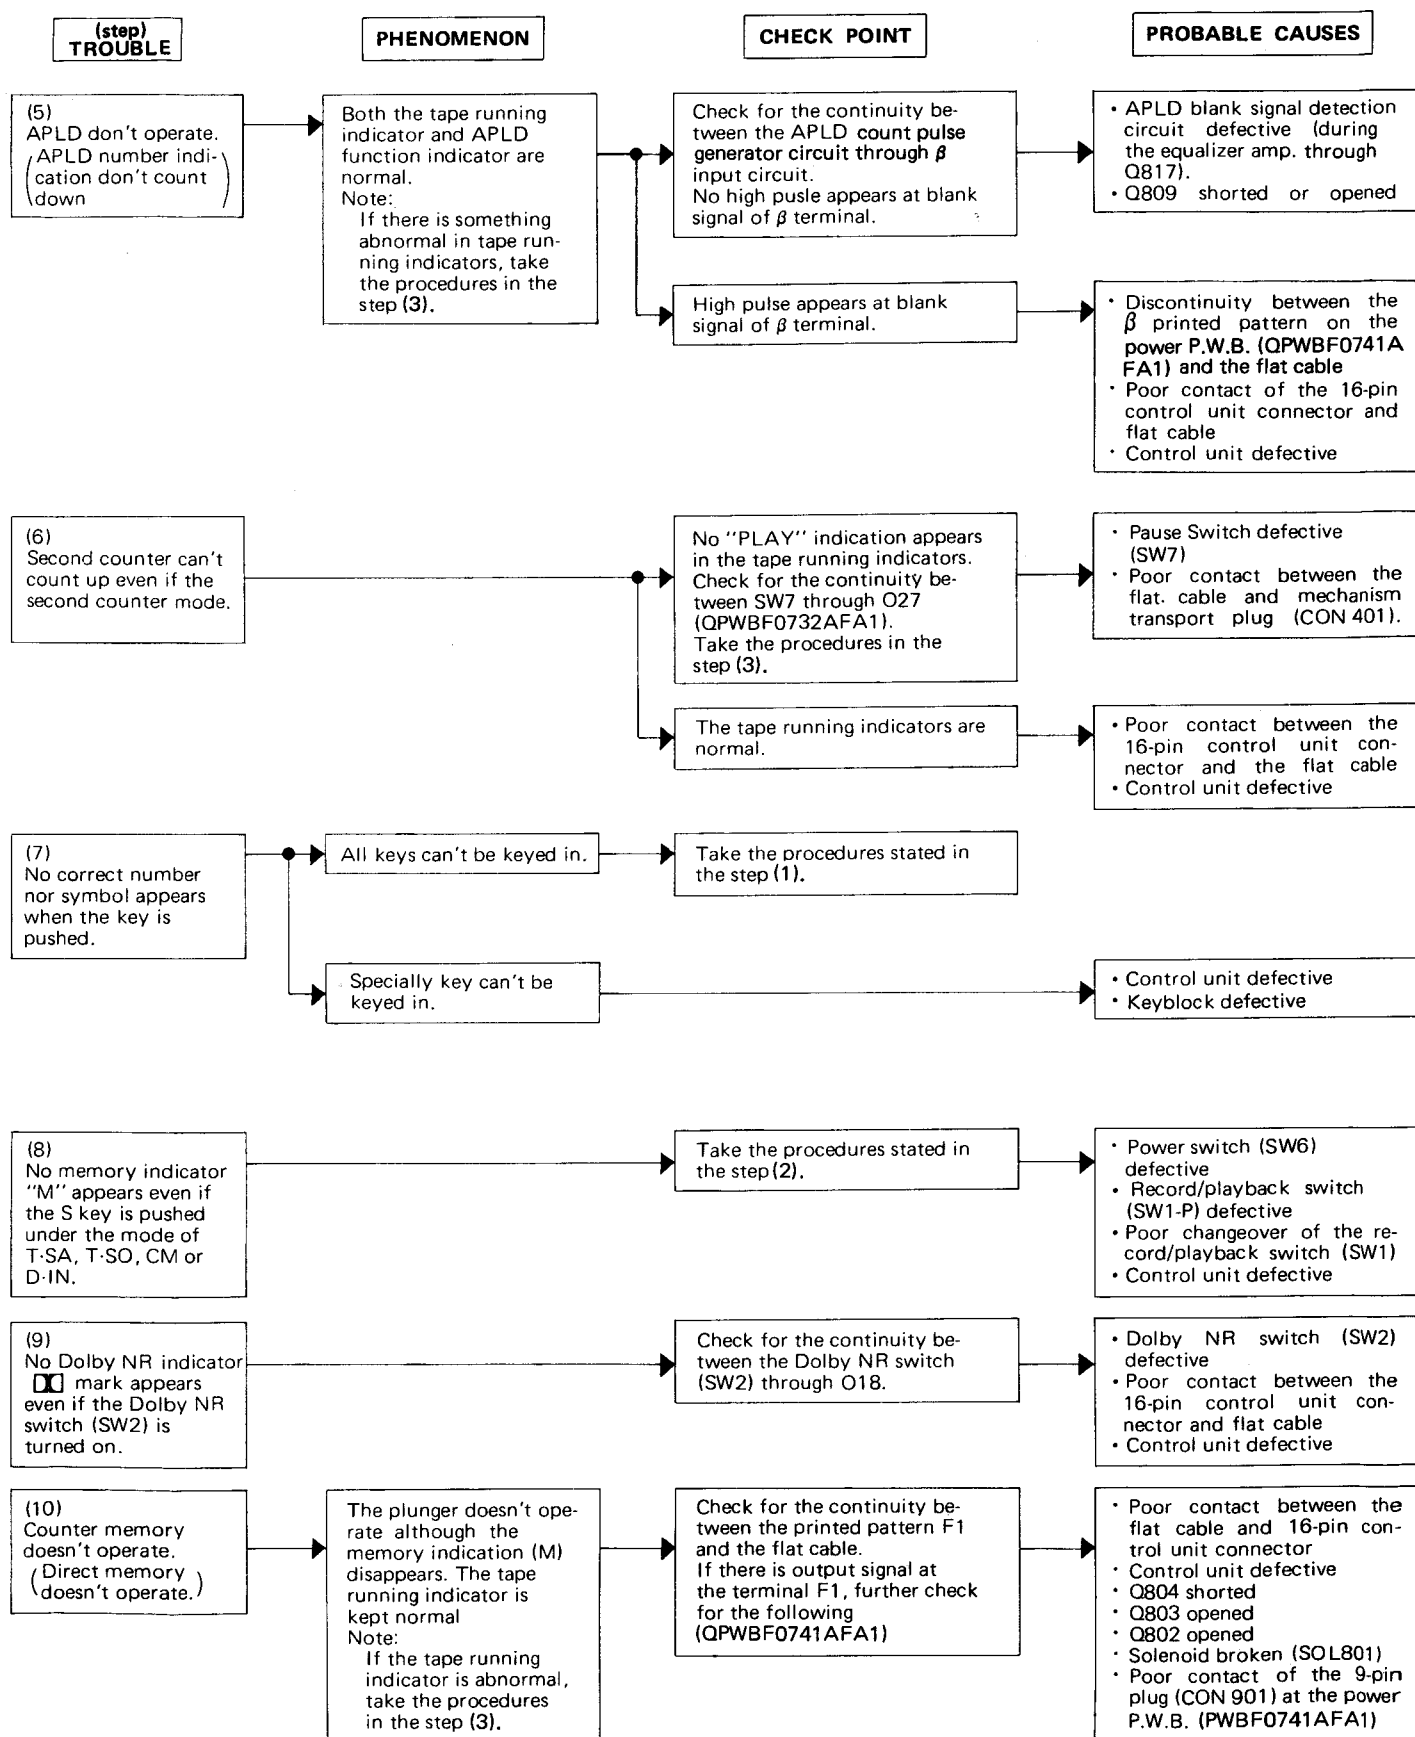 (step)
TROUBLE
PHENOMENON
CHECK POINT
PROBABLE CAUSES
(5)
APLD don't operate.
(APLD number indi-
cation don't count
down)
Both the tape running
indicator and APLD
function indicator are
normal.
Note:
If there is something
abnormal in tape run-
ning indicators, take
the procedures in the
step (3).
Check for the continuity be-
tween the APLD count pulse
generator circuit through β
input circuit.
No high pusle appears at blank
signal of β terminal.
• APLD blank signal detection
circuit defective (during
the equalizer amp. through
Q817).
• Q809 shorted or opened
High pulse appears at blank
signal of β terminal.
• Discontinuity between the
β printed pattern on the
power P.W.B. (QPWBF0741A
FA1) and the flat cable
• Poor contact of the 16-pin
control unit connector and
flat cable
• Control unit defective
(6)
Second counter can't
count up even if the
second counter mode.
No "PLAY" indication appears
in the tape running indicators.
Check for the continuity be-
tween SW7 through O27
(QPWBF0732AFA1).
Take the procedures in the
step (3).
• Pause Switch defective
(SW7)
• Poor contact between the
flat. cable and mechanism
transport plug (CON 401).
The tape running indicators are
normal.
• Poor contact between the
16-pin control unit con-
nector and the flat cable
• Control unit defective
(7)
No correct number
nor symbol appears
when the key is
pushed.
All keys can't be keyed in.
Take the procedures stated in
the step (1).
Specially key can't be
keyed in.
• Control unit defective
• Keyblock defective
(8)
No memory indicator
"M" appears even if
the S key is pushed
under the mode of
T·SA, T·SO, CM or
D·IN.
Take the procedures stated in
the step (2).
• Power switch (SW6)
defective
• Record/playback switch
(SW1-P) defective
• Poor changeover of the re-
cord/playback switch (SW1)
• Control unit defective
(9)
No Dolby NR indicator
mark appears
even if the Dolby NR
switch (SW2) is
turned on.
Check for the continuity be-
tween the Dolby NR switch
(SW2) through O18.
• Dolby NR switch (SW2)
defective
• Poor contact between the
16-pin control unit con-
nector and flat cable
• Control unit defective
(10)
Counter memory
doesn't operate.
(Direct memory
doesn't operate.)
The plunger doesn't ope-
rate although the
memory indication (M)
disappears. The tape
running indicator is
kept normal
Note:
If the tape running
indicator is abnormal,
take the procedures
in the step (3).
Check for the continuity be-
tween the printed pattern F1
and the flat cable.
If there is output signal at
the terminal F1, further check
for the following
(QPWBF0741AFA1)
• Poor contact between the
flat cable and 16-pin con-
trol unit connector
• Control unit defective
• Q804 shorted
• Q803 opened
• Q802 opened
• Solenoid broken (SOL801)
• Poor contact of the 9-pin
plug (CON 901) at the power
P.W.B. (PWBF0741AFA1)